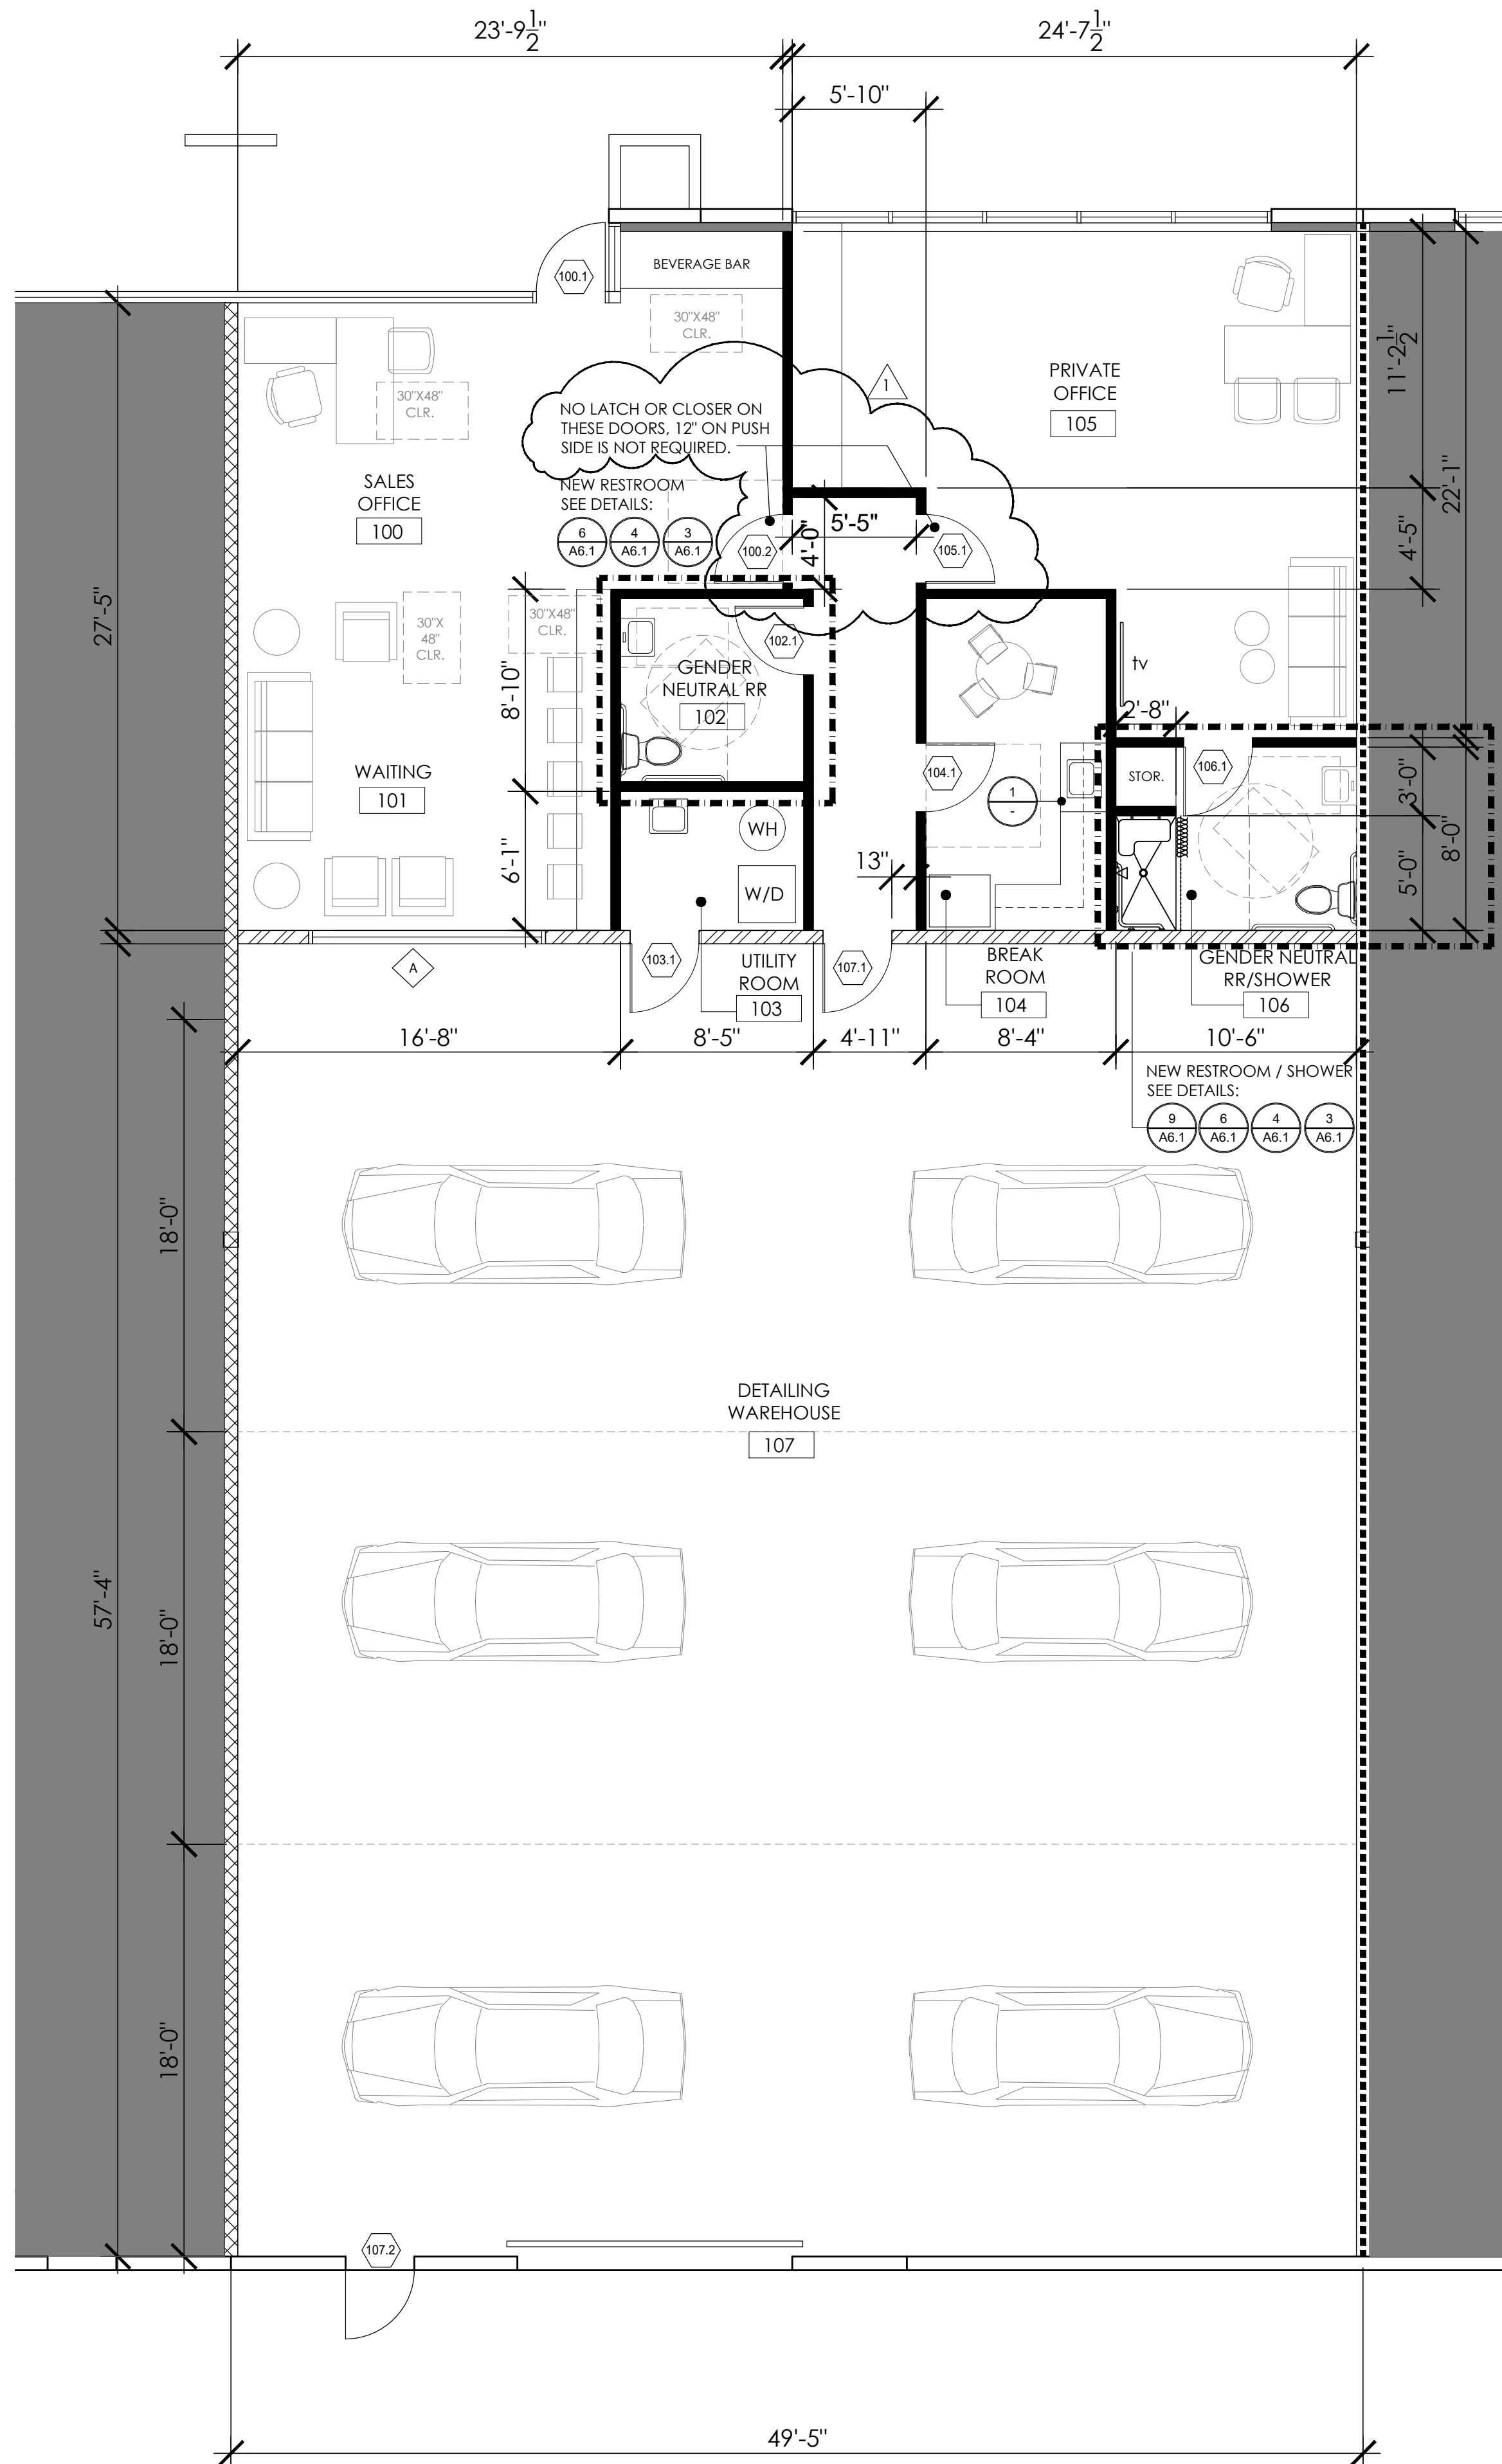 23'-9 1/2"
24'-7 1/2"
5'-10"
100.1
BEVERAGE BAR
30"X48"
CLR.
30"X48"
CLR.
PRIVATE
OFFICE
105
11'-2 1/2"
22'-1"
1
NO LATCH OR CLOSER ON
THESE DOORS, 12" ON PUSH
SIDE IS NOT REQUIRED.
SALES
OFFICE
100
NEW RESTROOM
SEE DETAILS:
6
A6.1
4
A6.1
3
A6.1
100.2
4'-0"
5'-5"
105.1
4'-5"
27'-5"
30"X
48"
CLR.
30"X48"
CLR.
8'-10"
102.1
GENDER
NEUTRAL RR
102
tv
2'-8"
WAITING
101
104.1
1
-
STOR.
106.1
3'-0"
8'-0"
5'-0"
6'-1"
WH
W/D
13"
A
103.1
UTILITY
ROOM
103
107.1
BREAK
ROOM
104
GENDER NEUTRAL
RR/SHOWER
106
16'-8"
8'-5"
4'-11"
8'-4"
10'-6"
NEW RESTROOM / SHOWER
SEE DETAILS:
9
A6.1
6
A6.1
4
A6.1
3
A6.1
18'-0"
DETAILING
WAREHOUSE
107
57'-4"
18'-0"
18'-0"
107.2
49'-5"